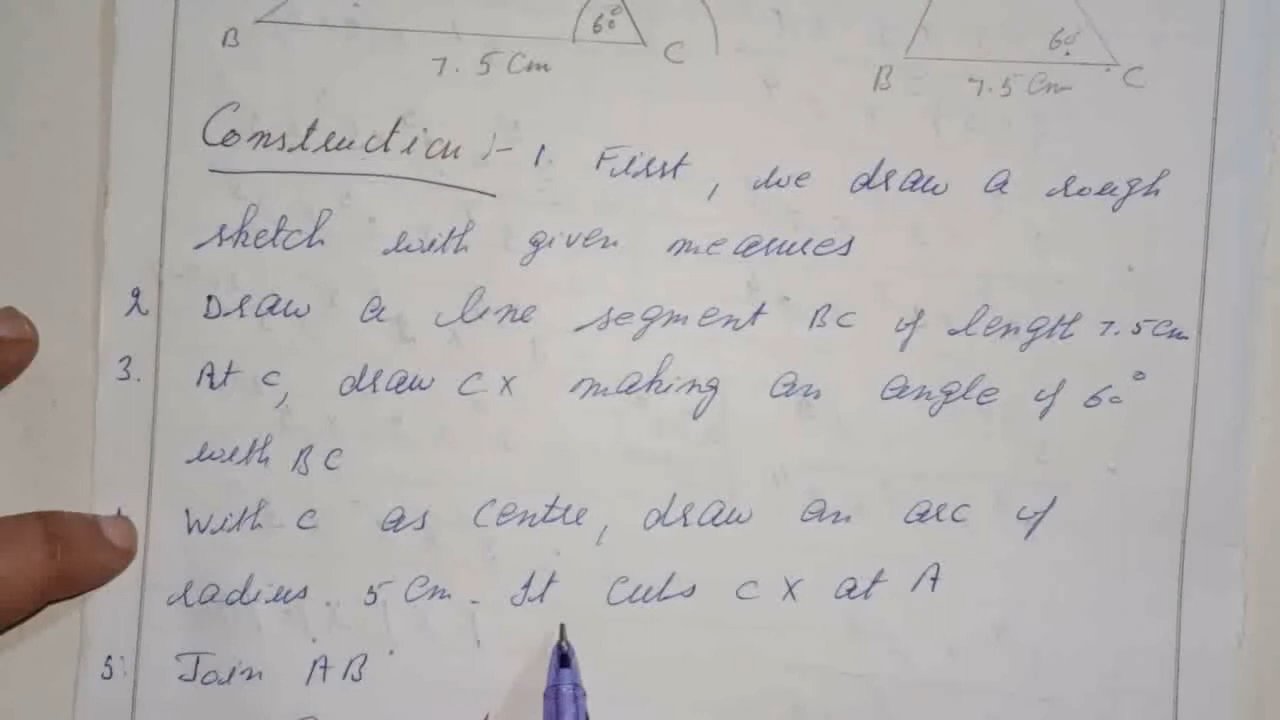 60°
B
C
7.5 Cm
60°
B
C
7.5 Cm
Construction :- 1. First, we draw a rough
sketch with given measures
2 Draw a line segment BC of length 7.5 Cm
3. At C, draw CX making an angle of 60°
with BC
With C as centre, draw an arc of
radius. 5 Cm. It cuts CX at A
5. Join AB